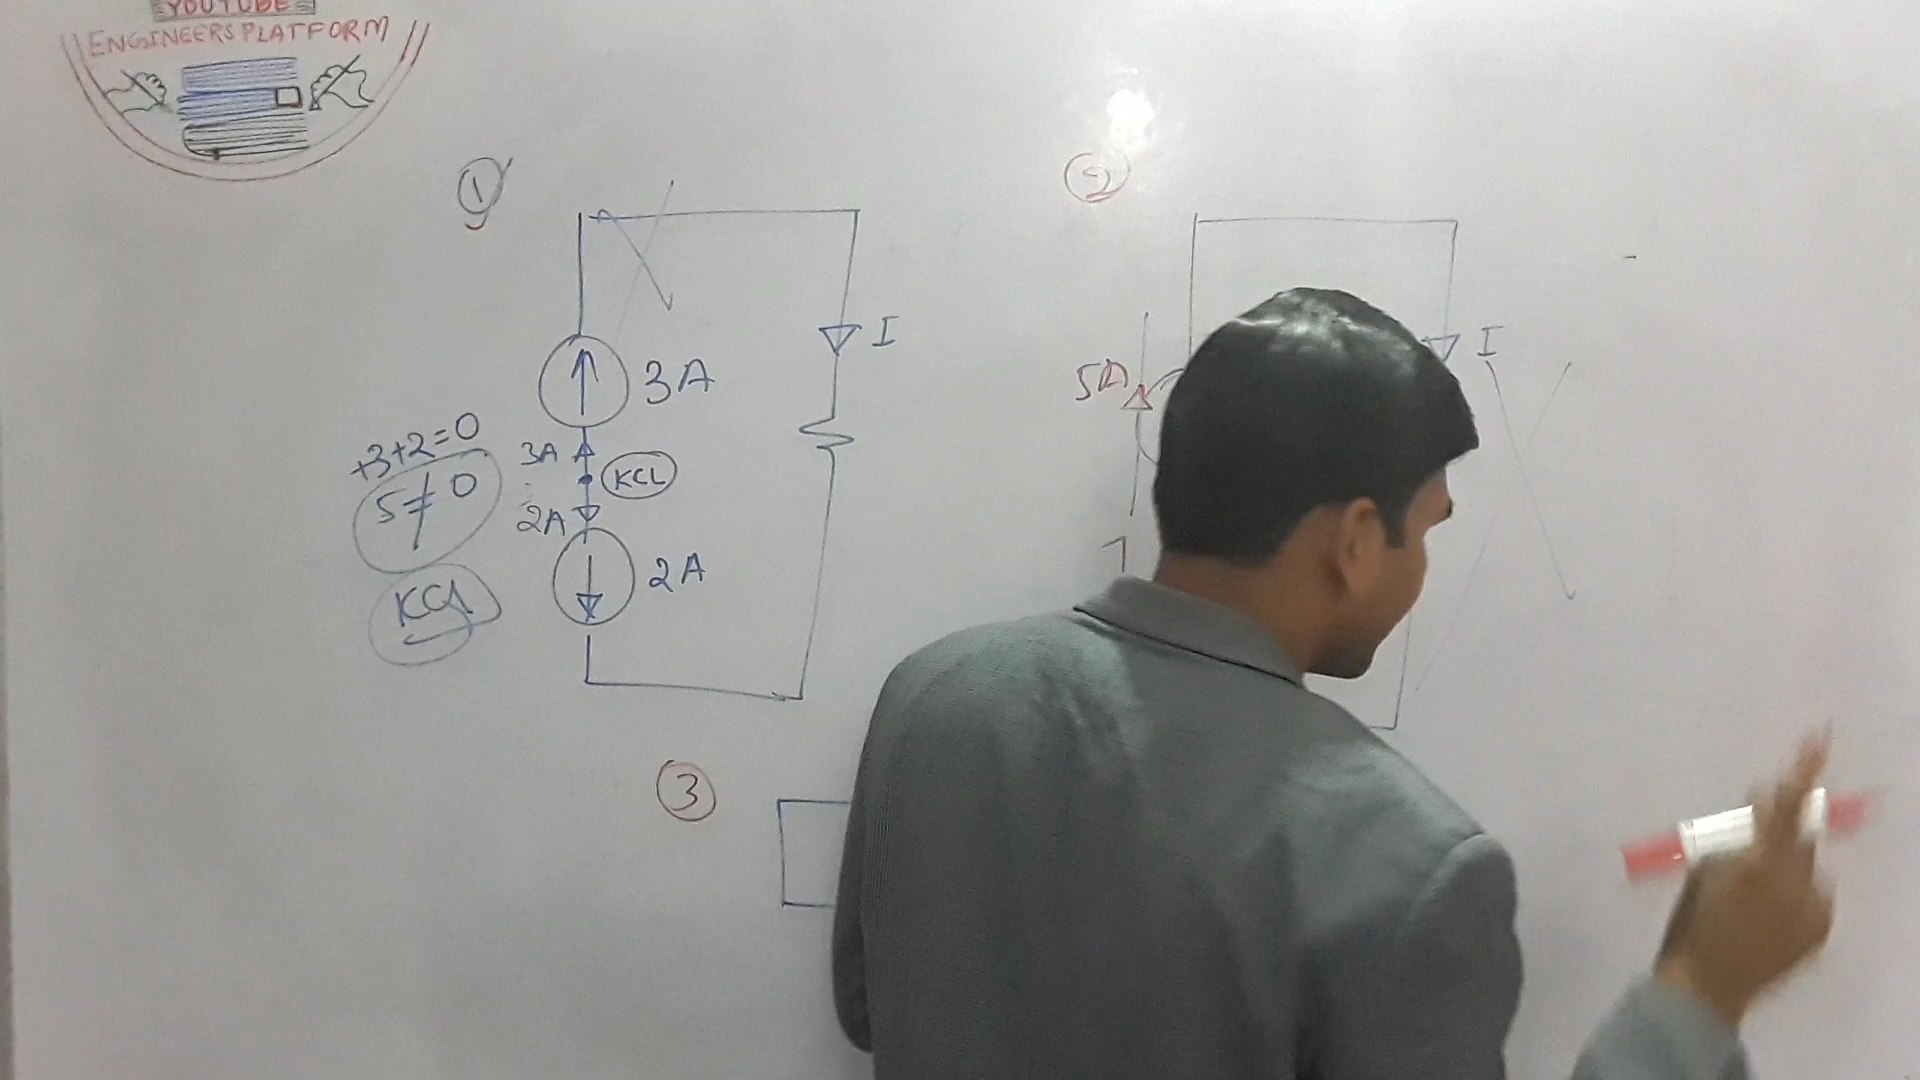 YOUTUBE
ENGINEERS PLATFORM
1
I
3A
+3+2=0
5≠0
KCL
3A
KCL
2A
2A
2
5A
I
3